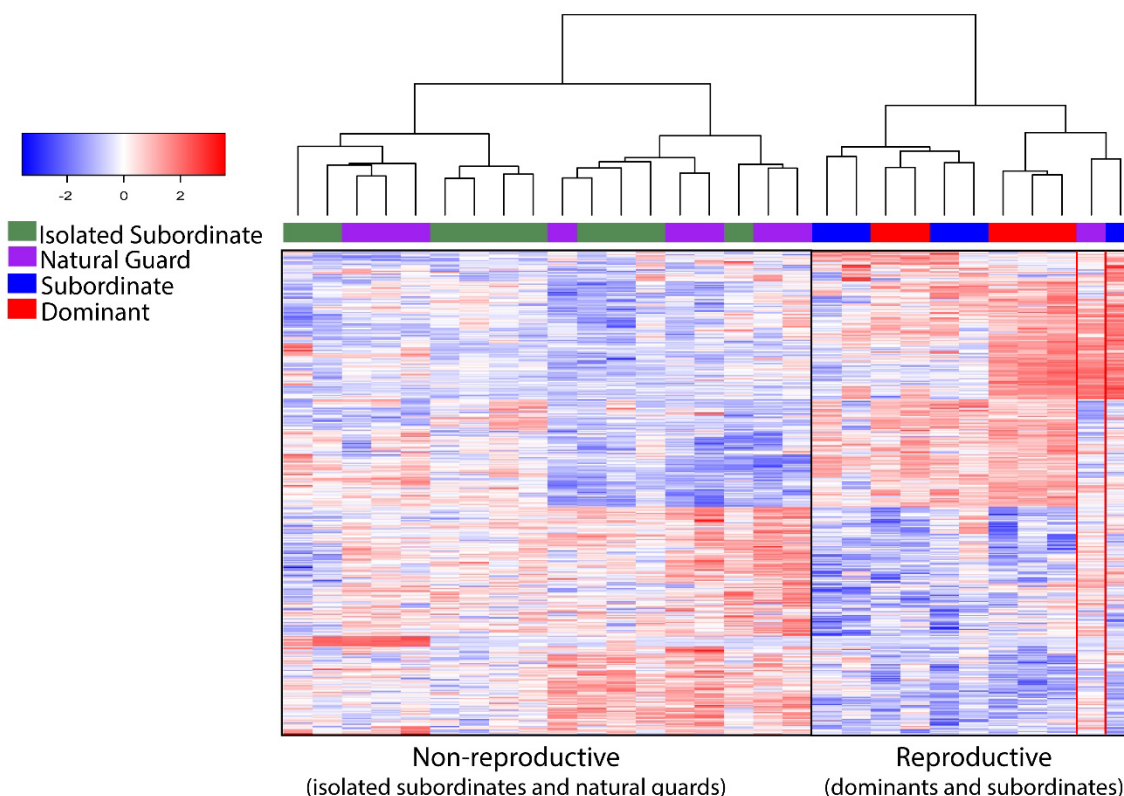 -2 0 2
Isolated Subordinate
Natural Guard
Subordinate
Dominant
Non-reproductive Reproductive
(isolated subordinates and natural guards) (dominants and subordinates)